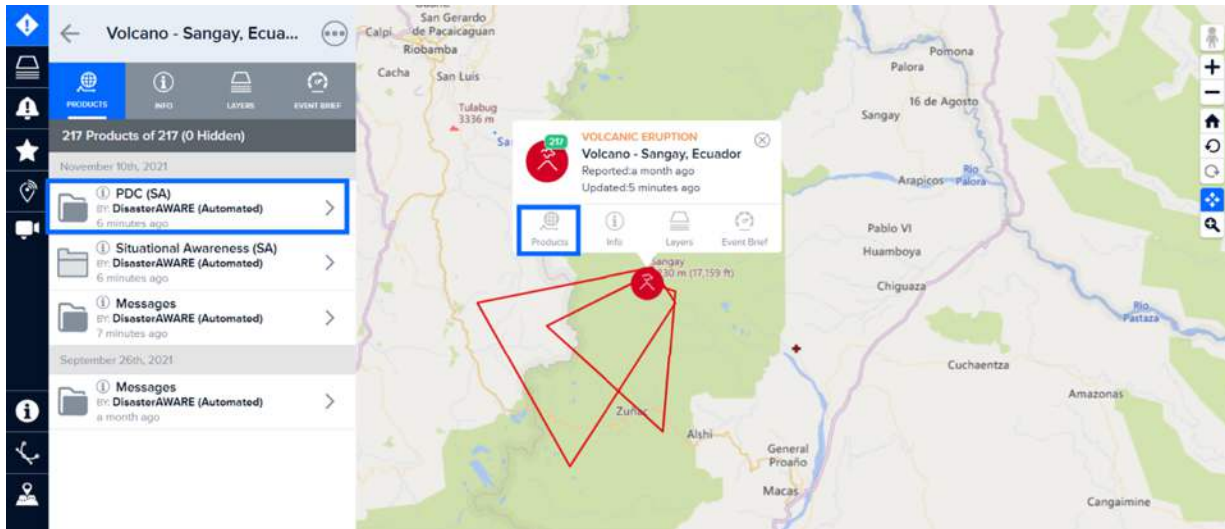 Volcano - Sangay, Ecua...
PRODUCTS
INFO
LAYERS
EVENT BRIEF
217 Products of 217 (0 Hidden)
November 10th, 2021
PDC (SA)
BY: DisasterAWARE (Automated)
6 minutes ago
Situational Awareness (SA)
BY: DisasterAWARE (Automated)
6 minutes ago
Messages
BY: DisasterAWARE (Automated)
7 minutes ago
September 26th, 2021
Messages
BY: DisasterAWARE (Automated)
a month ago
San Gerardo
Calpi de Pacaicaguan
Riobamba
Cacha
San Luis
Tulabug
3336 m
217
VOLCANIC ERUPTION
Volcano - Sangay, Ecuador
Reported:a month ago
Updated:5 minutes ago
Products
Info
Layers
Event Brief
Sangay
5230 m (17,159 ft)
Zuñac
Alshi
General
Proaño
Macas
Pomona
Palora
16 de Agosto
Sangay
Arapicos
Río
Palora
Pablo VI
Huamboya
Chiguaza
Río
Pastaza
Cuchaentza
Amazonas
Cangaimine